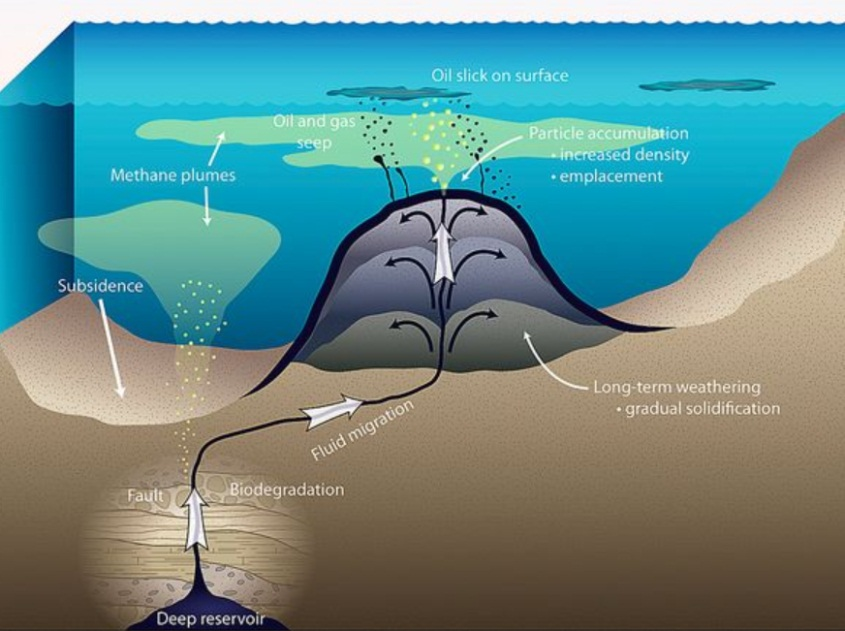 Oil slick on surface
Oil and gas
seep
Particle accumulation
• increased density
• emplacement
Methane plumes
Subsidence
Long-term weathering
• gradual solidification
Fluid migration
Fault
Biodegradation
Deep reservoir